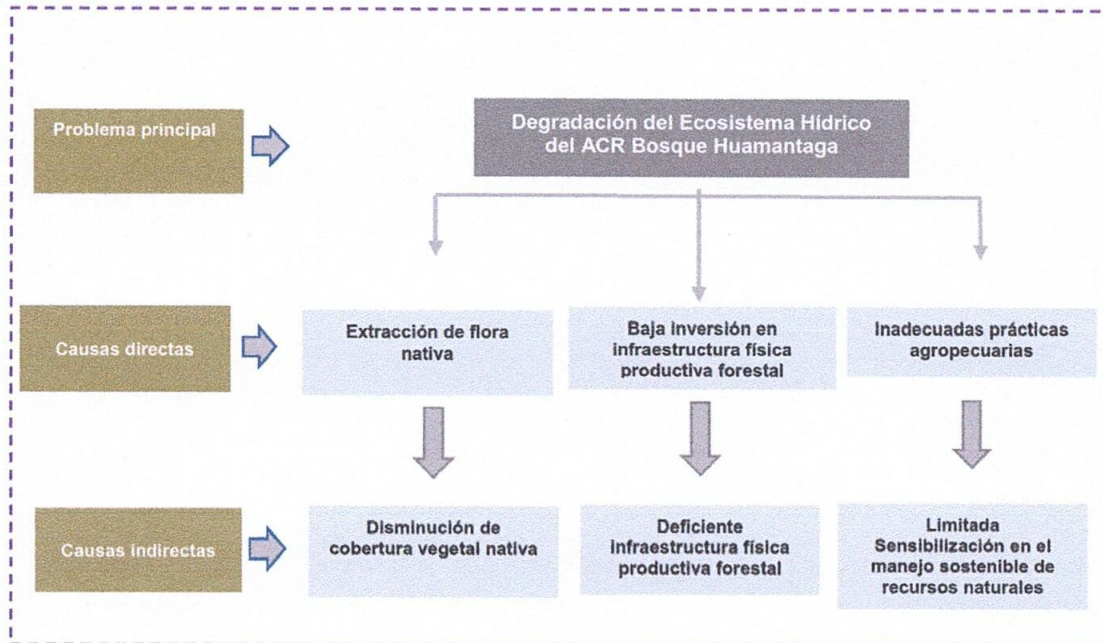 Problema principal
Degradación del Ecosistema Hídrico
del ACR Bosque Huamantaga
Causas directas
Extracción de flora
nativa
Baja inversión en
infraestructura física
productiva forestal
Inadecuadas prácticas
agropecuarias
Causas indirectas
Disminución de
cobertura vegetal nativa
Deficiente
infraestructura física
productiva forestal
Limitada
Sensibilización en el
manejo sostenible de
recursos naturales